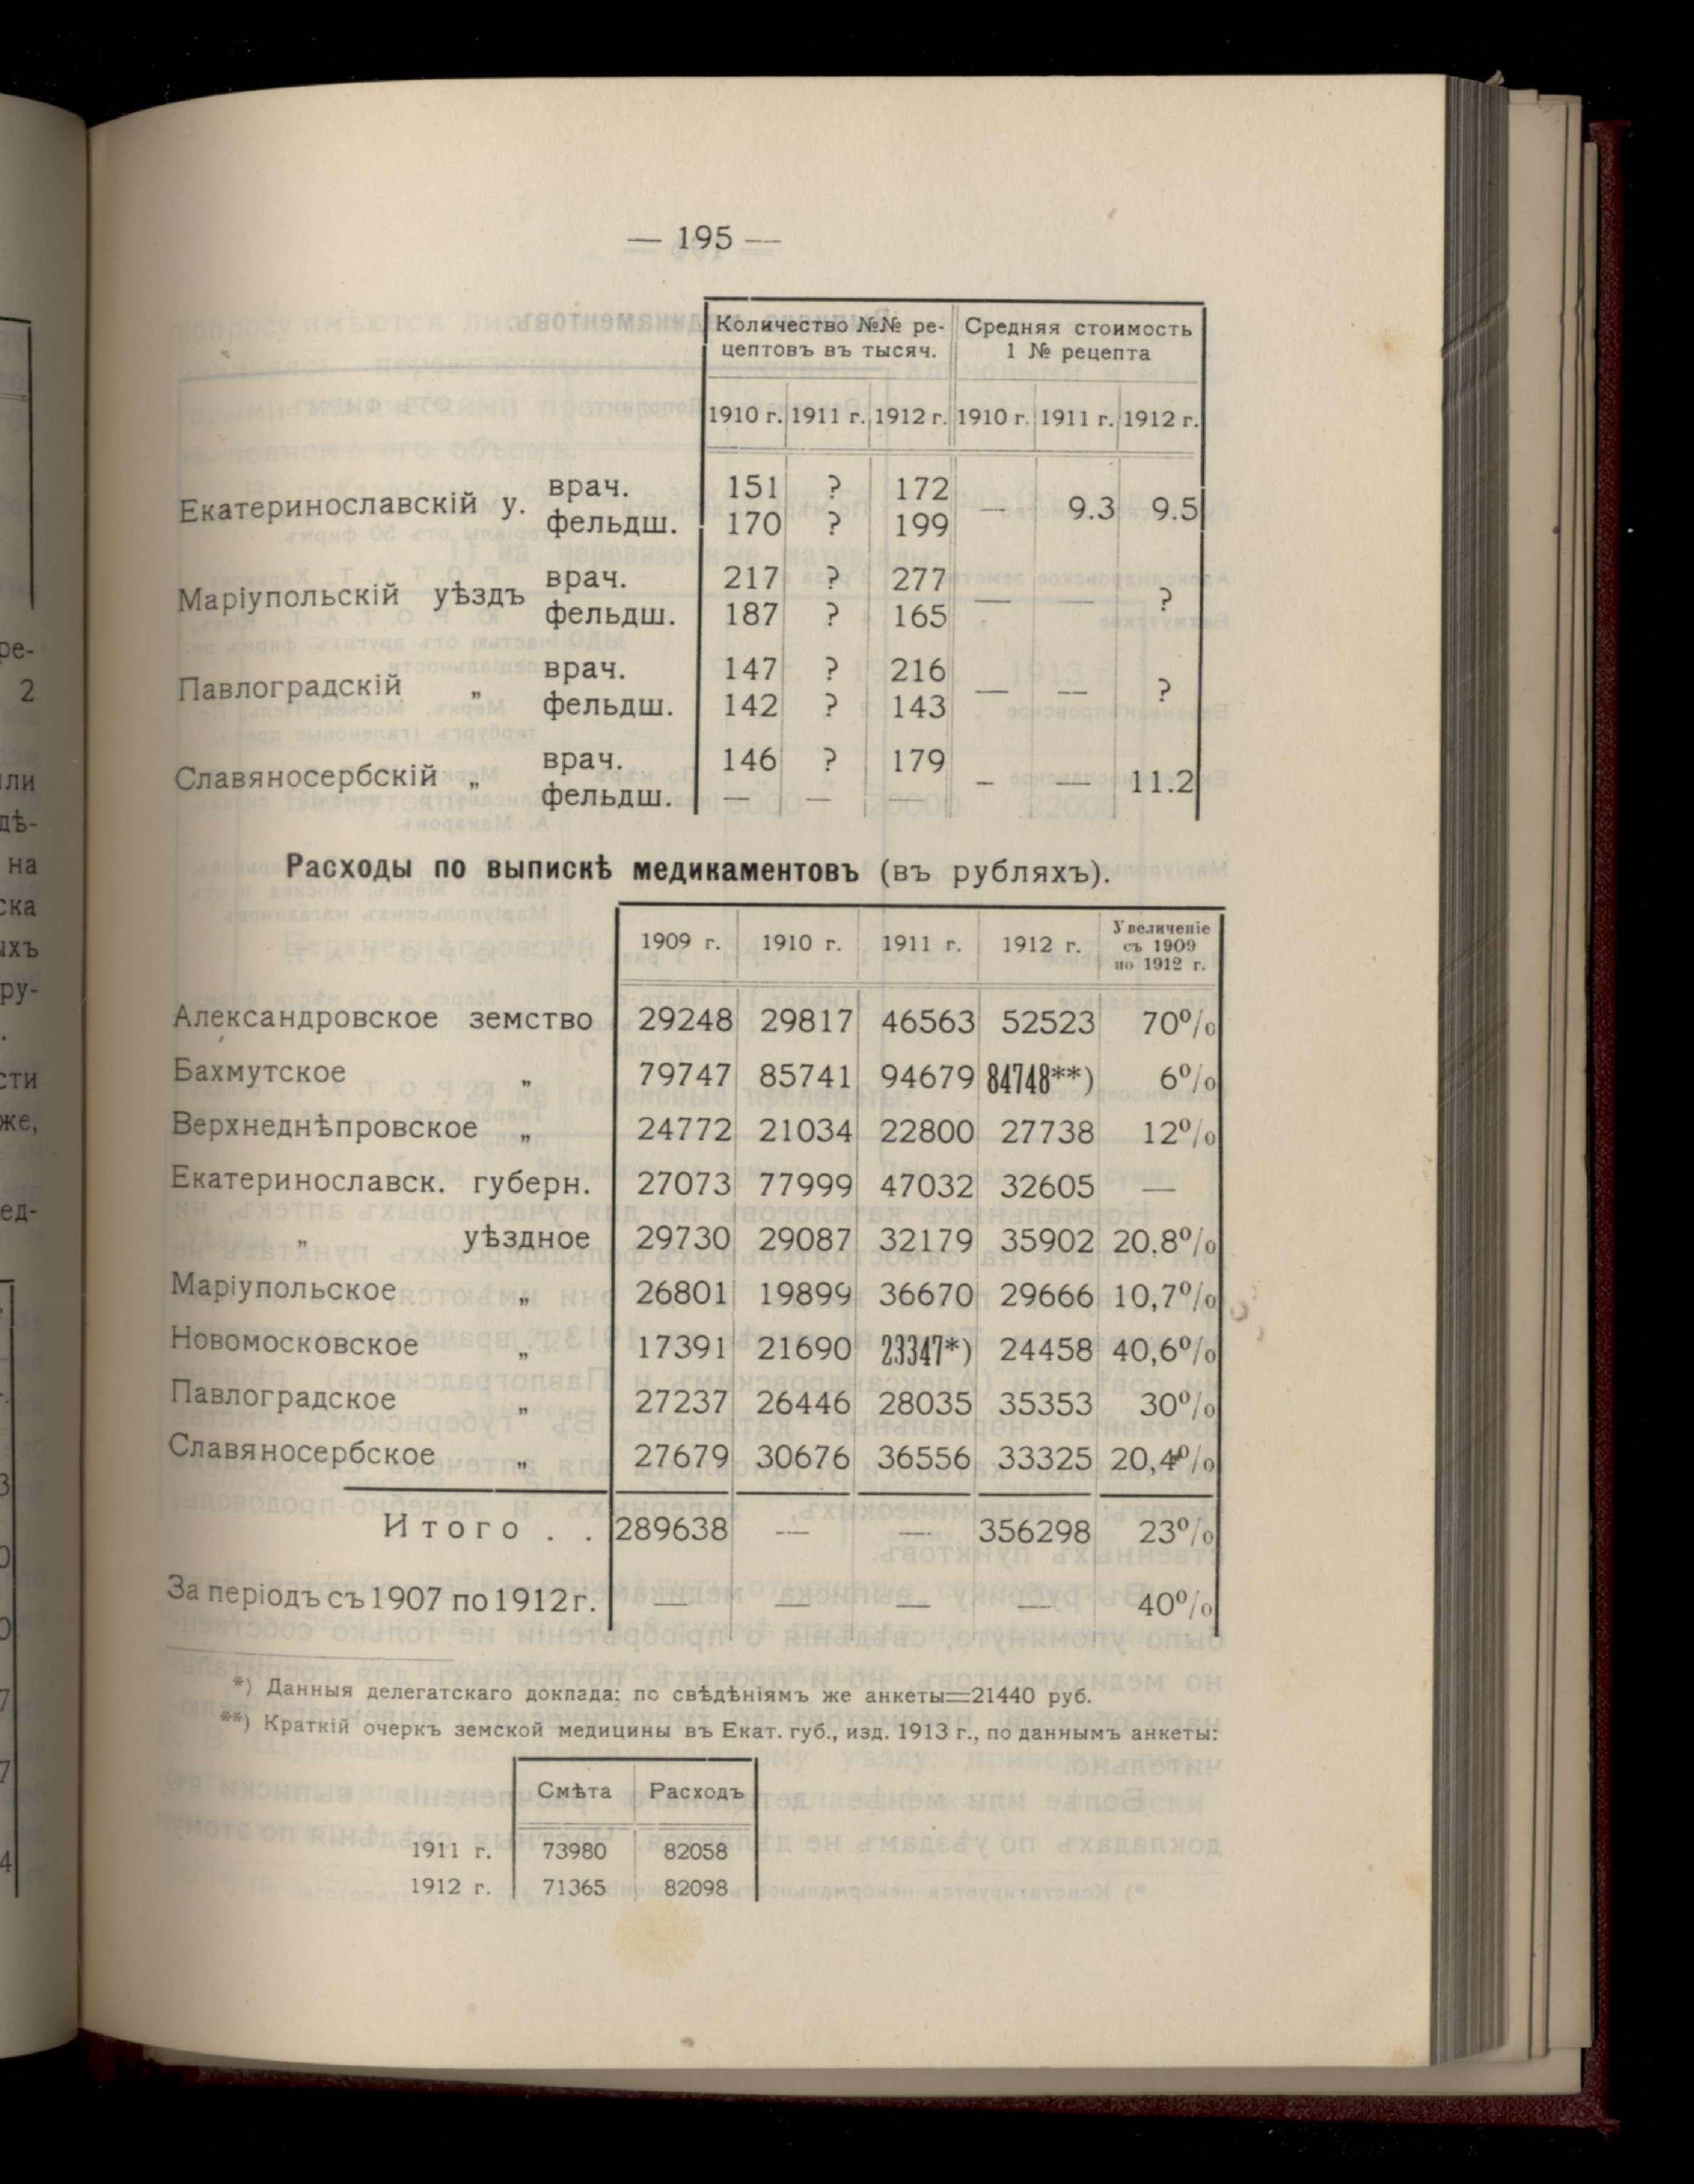 — 195 —
Количество №№ ре- Средняя стоимость
цептовъ въ тысяч. 1 № рецепта
1910 г. 1911 г. 1912 г. 1910 г. 1911 г. 1912 г.
врач. 151 ? 172
Екатеринославскій у. — 9.3 9.5
фельдш. 170 ? 199
врач. 217 ? 277
Маріупольскій уѣздъ — — ?
фельдш. 187 ? 165
врач. 147 ? 216
Павлоградскій „ — — ?
фельдш. 142 ? 143
врач. 146 ? 179
Славяносербскій „ — — 11.2
фельдш. — — —
Расходы по выпискѣ медикаментовъ (въ рубляхъ).
1909 г. 1910 г. 1911 г. 1912 г. Увеличеніе
съ 1909
по 1912 г.
Александровское земство 29248 29817 46563 52523 70%
Бахмутское „ 79747 85741 94679 84748**) 6%
Верхнеднѣпровское „ 24772 21034 22800 27738 12%
Екатеринославск. губерн. 27073 77999 47032 32605 —
„ уѣздное 29730 29087 32179 35902 20.8%
Маріупольское „ 26801 19899 36670 29666 10,7%
Новомосковское „ 17391 21690 23347*) 24458 40,6%
Павлоградское „ 27237 26446 28035 35353 30%
Славяносербское „ 27679 30676 36556 33325 20,4%
Итого . . 289638 — — 356298 23%
За періодъ съ 1907 по 1912 г. — — — — 40%
*) Данныя делегатскаго доклада; по свѣдѣніямъ же анкеты=21440 руб.
**) Краткій очеркъ земской медицины въ Екат. губ., изд. 1913 г., по даннымъ анкеты:
Смѣта Расходъ
1911 г. 73980 82058
1912 г. 71365 82098